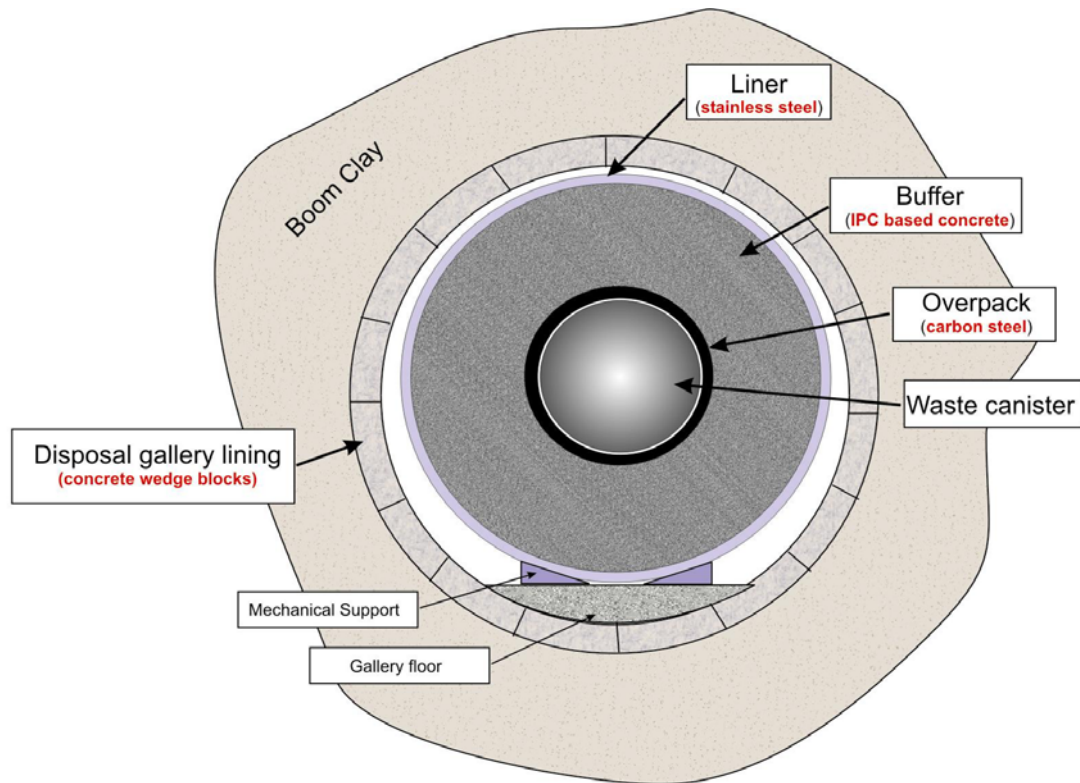 Liner
(stainless steel)
Boom Clay
Buffer
(IPC based concrete)
Overpack
(carbon steel)
Waste canister
Disposal gallery lining
(concrete wedge blocks)
Mechanical Support
Gallery floor